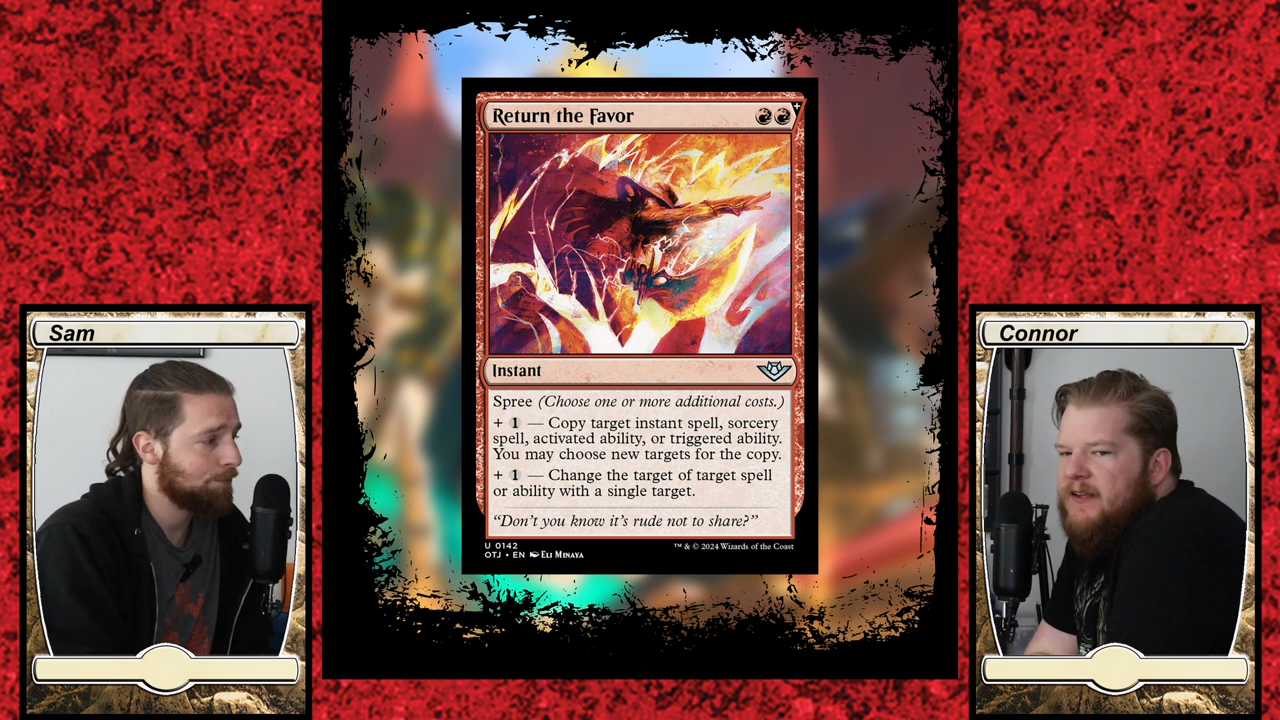 Return the Favor
Instant
Spree (Choose one or more additional costs.)
+ 1 — Copy target instant spell, sorcery
spell, activated ability, or triggered ability.
You may choose new targets for the copy.
+ 1 — Change the target of target spell
or ability with a single target.
“Don’t you know it’s rude not to share?”
U 0142
OTJ • EN Eli Minaya
™ & © 2024 Wizards of the Coast
Sam
Connor